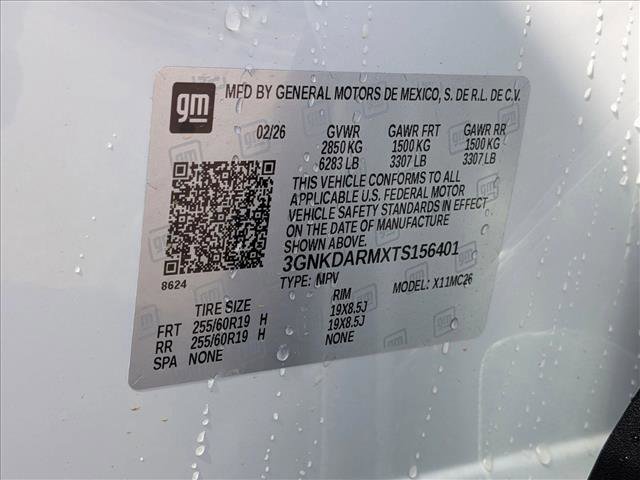 gm
MFD BY GENERAL MOTORS DE MEXICO, S. DE R.L. DE C.V.
02/26 GVWR GAWR FRT GAWR RR
2850 KG 1500 KG 1500 KG
6283 LB 3307 LB 3307 LB
THIS VEHICLE CONFORMS TO ALL
APPLICABLE U.S. FEDERAL MOTOR
VEHICLE SAFETY STANDARDS IN EFFECT
ON THE DATE OF MANUFACTURE
SHOWN ABOVE.
3GNKDARMXTS156401
8624
TYPE: MPV MODEL: X11MC26
TIRE SIZE RIM
FRT 255/60R19 H 19X8.5J
RR 255/60R19 H 19X8.5J
SPA NONE NONE